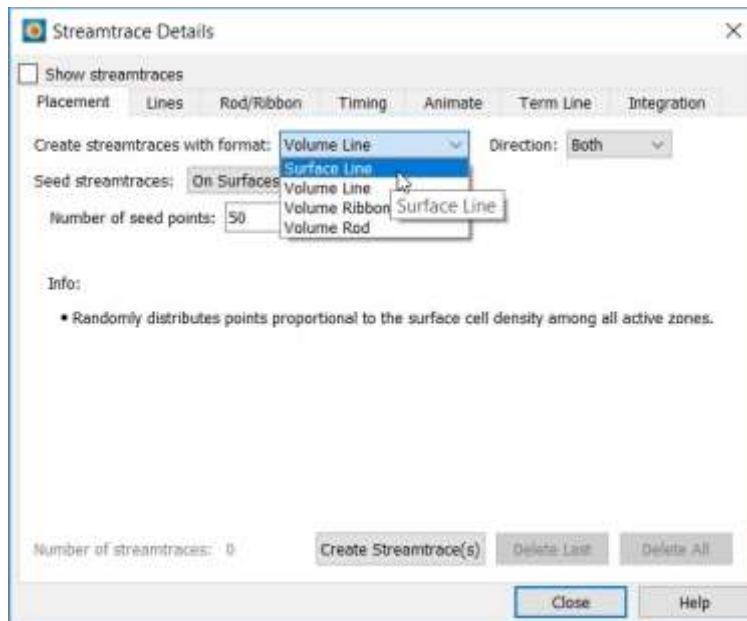 Streamtrace Details
Show streamtraces
Placement Lines Rod/Ribbon Timing Animate Term Line Integration
Create streamtraces with format: Volume Line Direction: Both
Surface Line
Seed streamtraces: On Surfaces
Volume Line
Volume Ribbon Surface Line
Number of seed points: 50
Volume Rod
Info:
• Randomly distributes points proportional to the surface cell density among all active zones.
Number of streamtraces: 0 Create Streamtrace(s) Delete Last Delete All
Close Help